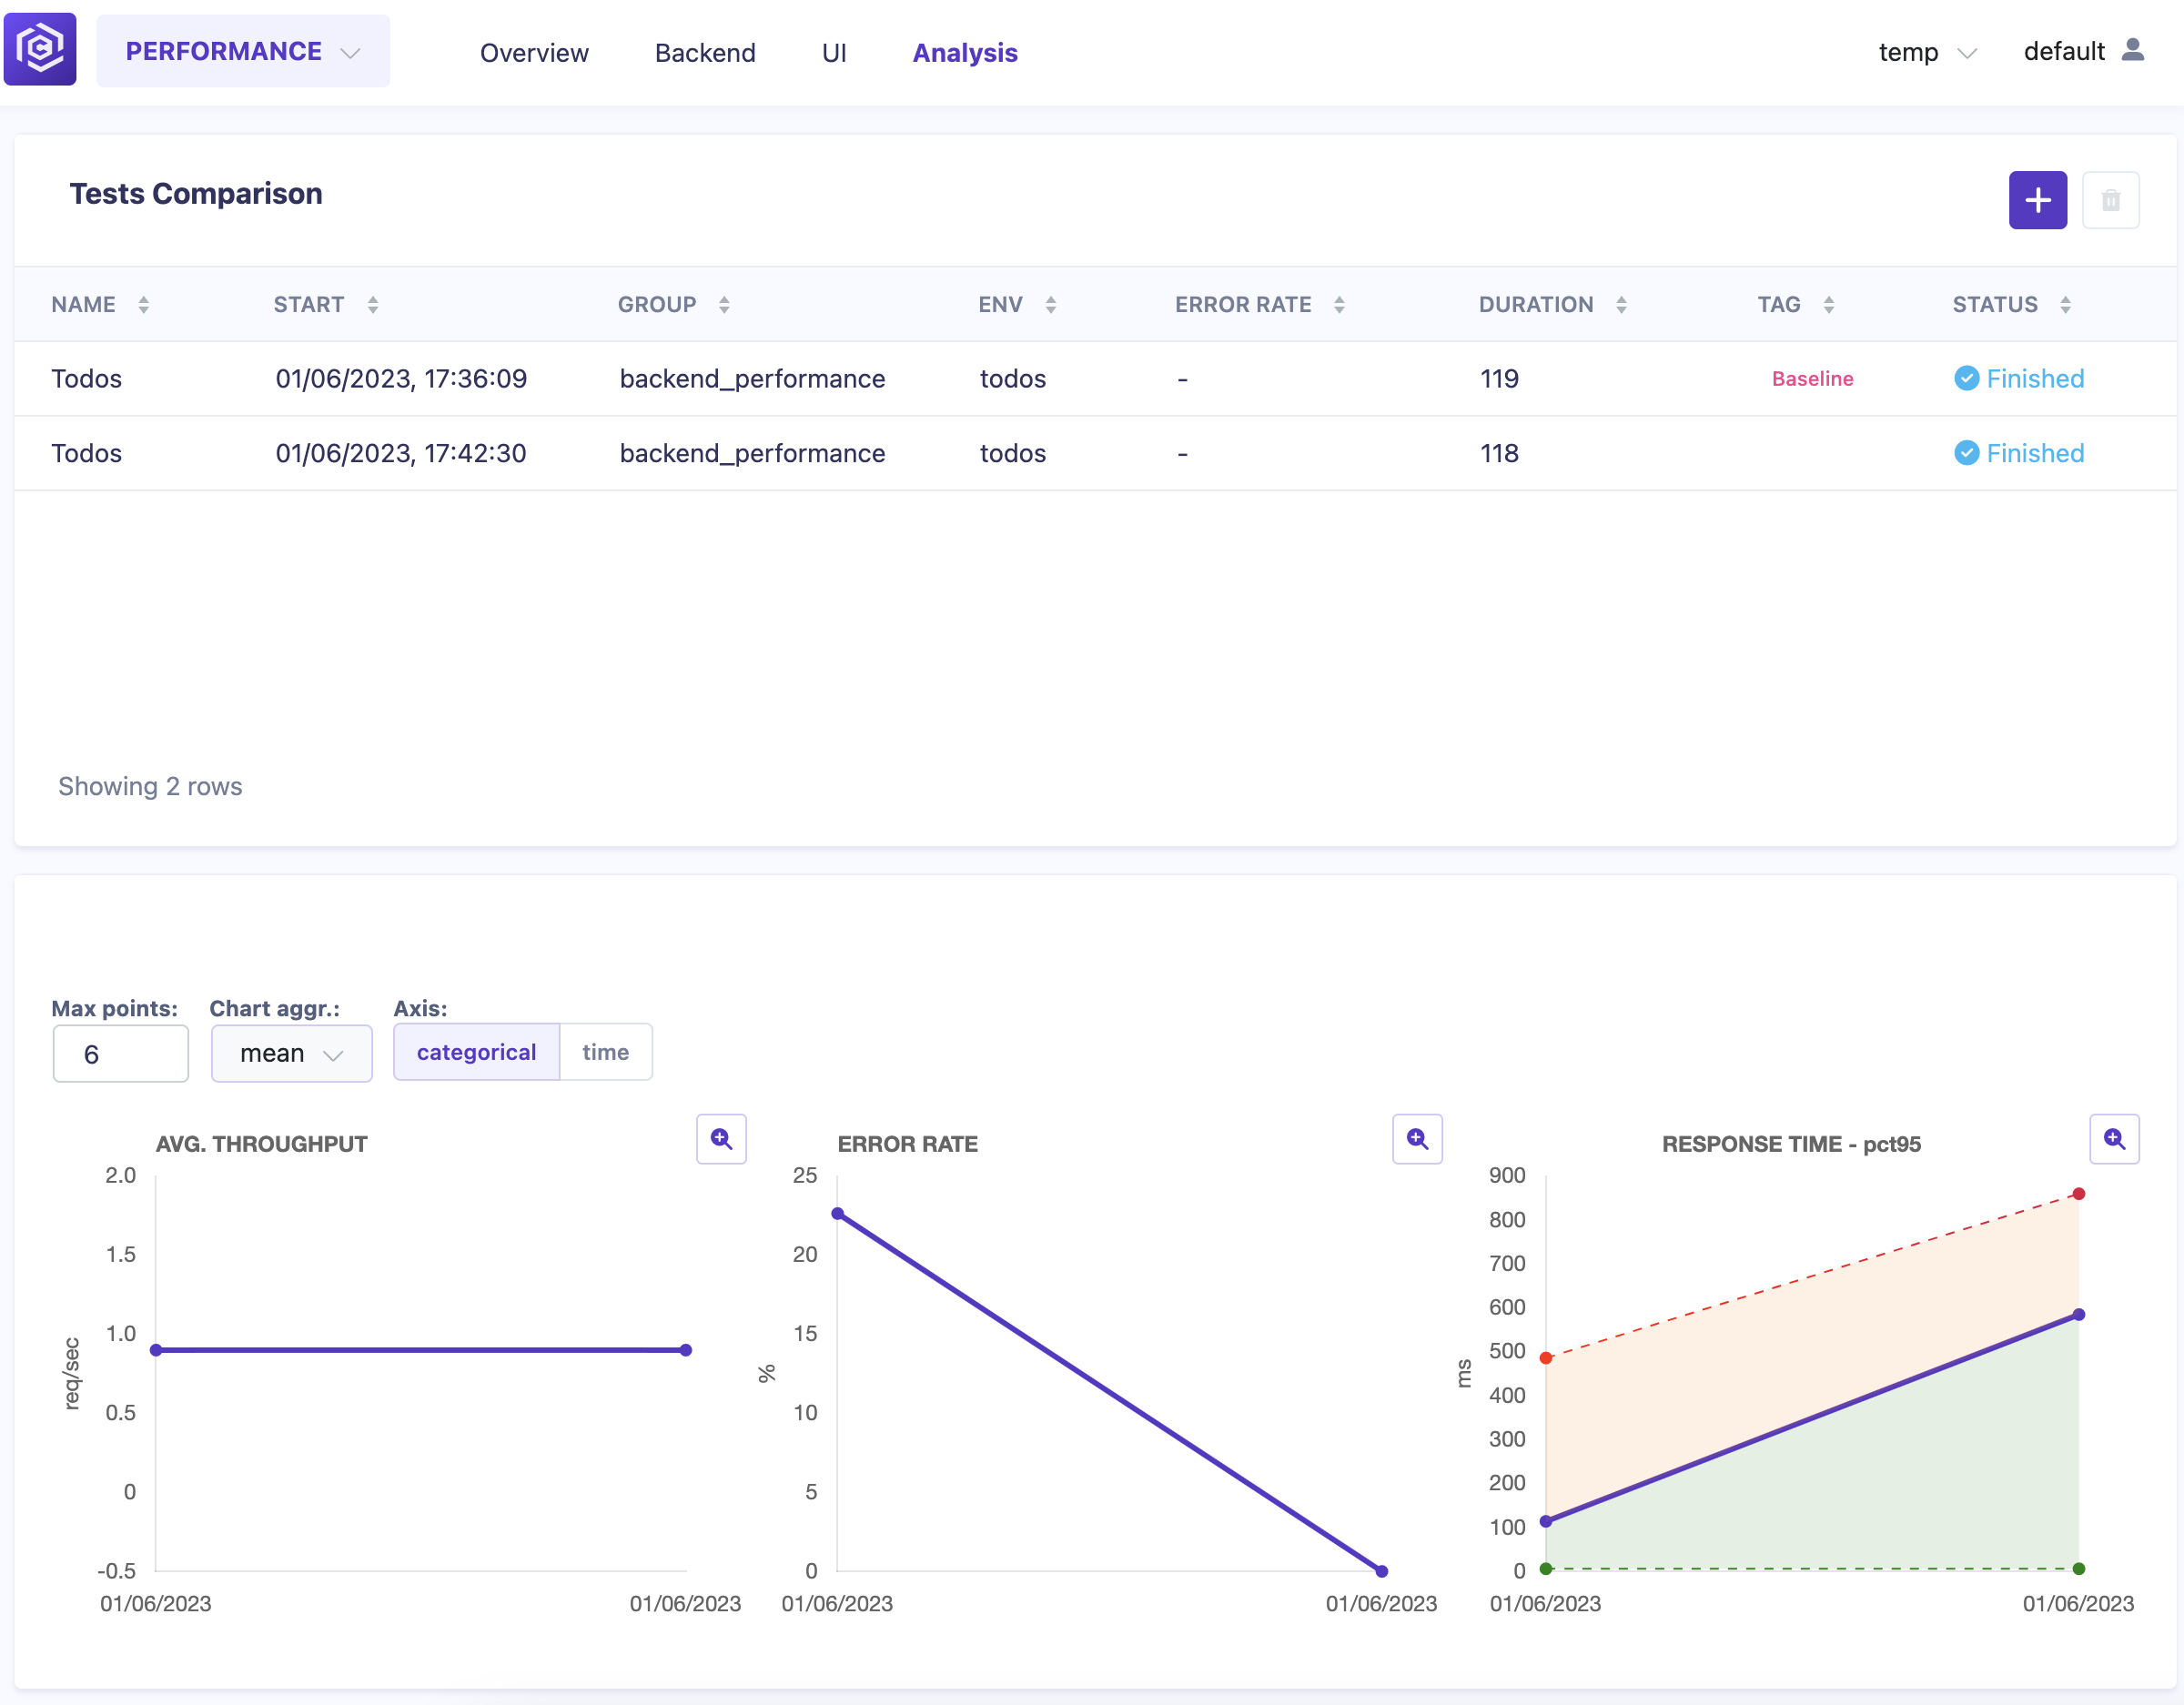 PERFORMANCE Overview Backend UI Analysis temp default
Tests Comparison
NAME START GROUP ENV ERROR RATE DURATION TAG STATUS
Todos 01/06/2023, 17:36:09 backend_performance todos - 119 Baseline Finished
Todos 01/06/2023, 17:42:30 backend_performance todos - 118 Finished
Showing 2 rows
Max points: Chart aggr.: Axis:
6 mean categorical time
AVG. THROUGHPUT
2.0
1.5
1.0
0.5
0
-0.5
req/sec
01/06/2023 01/06/2023
ERROR RATE
25
20
15
10
5
0
%
01/06/2023 01/06/2023
RESPONSE TIME - pct95
900
800
700
600
500
400
300
200
100
0
ms
01/06/2023 01/06/2023